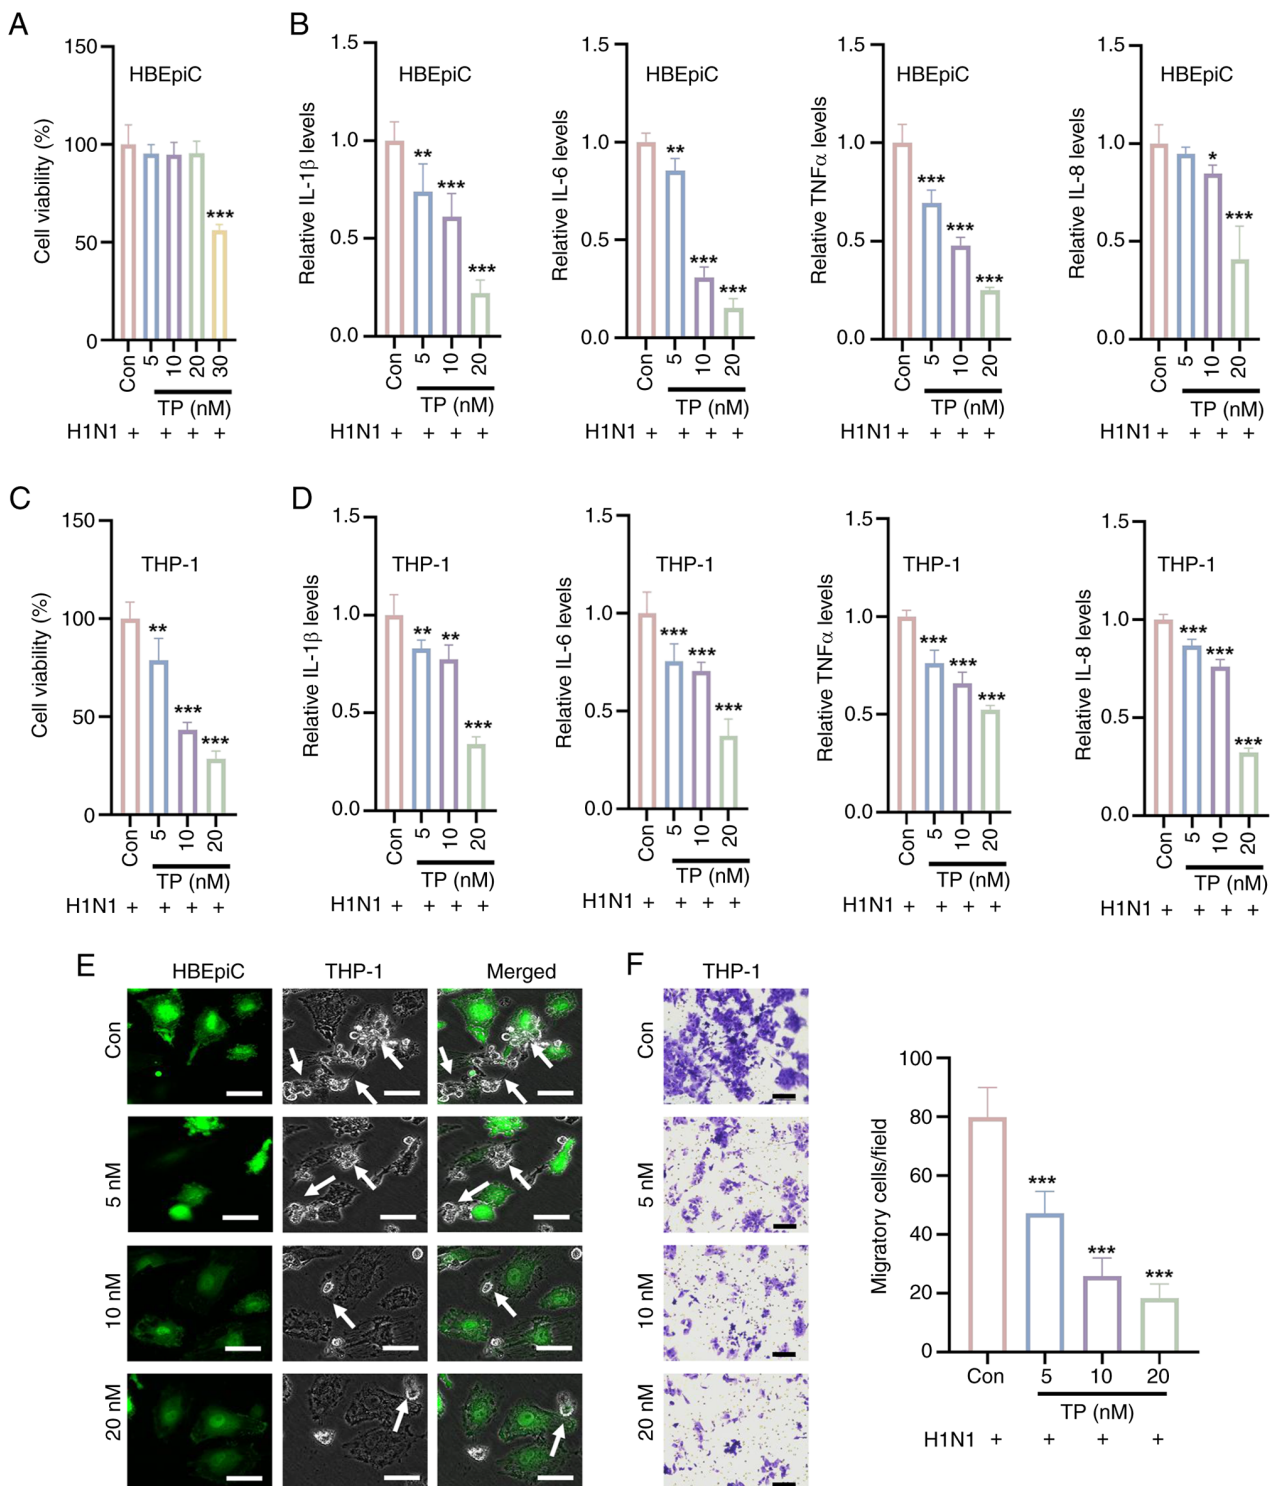 A
150
100
50
0
Cell viability (%)
HBEpiC
***
Con 5 10 20 30
TP (nM)
H1N1 + + + + +
B
1.5
1.0
0.5
0.0
Relative IL-1β levels
HBEpiC
** *** ***
Con 5 10 20
TP (nM)
H1N1 + + + +
1.5
1.0
0.5
0.0
Relative IL-6 levels
HBEpiC
** *** ***
Con 5 10 20
TP (nM)
H1N1 + + + +
1.5
1.0
0.5
0.0
Relative TNFα levels
HBEpiC
*** *** ***
Con 5 10 20
TP (nM)
H1N1 + + + +
1.5
1.0
0.5
0.0
Relative IL-8 levels
HBEpiC
* ***
Con 5 10 20
TP (nM)
H1N1 + + + +
C
150
100
50
0
Cell viability (%)
THP-1
** *** ***
Con 5 10 20
TP (nM)
H1N1 + + + +
D
1.5
1.0
0.5
0.0
Relative IL-1β levels
THP-1
** ** ***
Con 5 10 20
TP (nM)
H1N1 + + + +
1.5
1.0
0.5
0.0
Relative IL-6 levels
THP-1
*** *** ***
Con 5 10 20
TP (nM)
H1N1 + + + +
1.5
1.0
0.5
0.0
Relative TNFα levels
THP-1
*** *** ***
Con 5 10 20
TP (nM)
H1N1 + + + +
1.5
1.0
0.5
0.0
Relative IL-8 levels
THP-1
*** *** ***
Con 5 10 20
TP (nM)
H1N1 + + + +
E
HBEpiC THP-1 Merged
Con
5 nM
10 nM
20 nM
F
THP-1
Con
5 nM
10 nM
20 nM
100
80
60
40
20
0
Migratory cells/field
*** *** ***
Con 5 10 20
TP (nM)
H1N1 + + + +